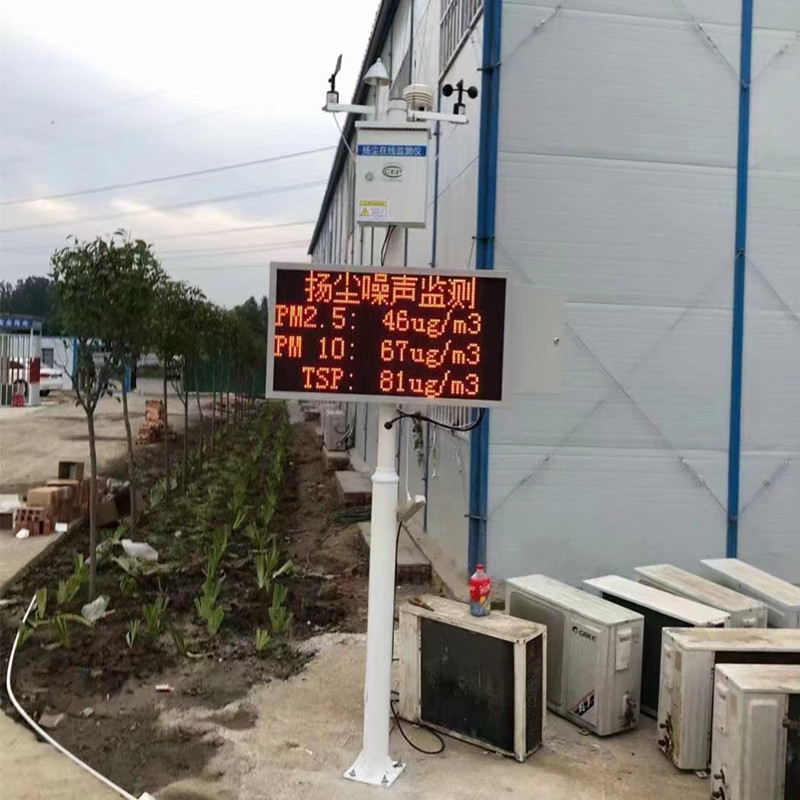 扬尘在线监测仪
扬尘噪声监测
PM2.5: 46ug/m3
PM 10: 67ug/m3
TSP: 81ug/m3
GREE